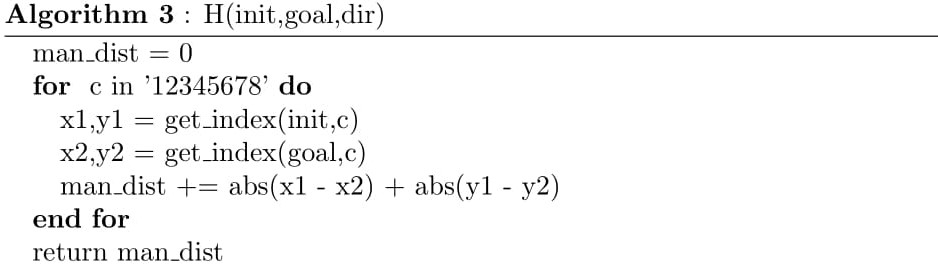 Algorithm 3 : H(init,goal,dir)
man_dist = 0
for c in '12345678' do
x1,y1 = get_index(init,c)
x2,y2 = get_index(goal,c)
man_dist += abs(x1 - x2) + abs(y1 - y2)
end for
return man_dist